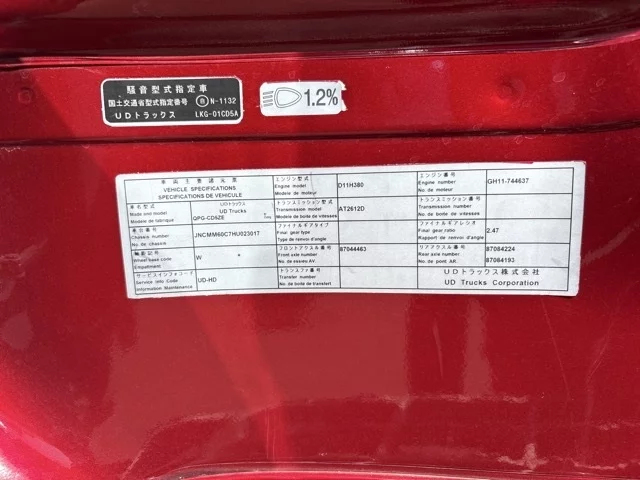 騒音型式指定車
国土交通省型式指定番号 Ⓗ N-1132
UDトラックス LKG-01CD5A
1.2%
車両主要諸元表
VEHICLE SPECIFICATIONS
SPECIFICATIONS DE VEHICULE
車名型式 UDトラックス
Make and model UD Trucks
Modele de fabrique QPG-CD5ZE
車台番号
Chassis number JNCMM60C7HU023017
No. de chassis
軸距記号
Wheel base code W *
Empattement
サービスインフォコード
Service info Code UD-HD
Information Maintenance
エンジン型式
Engine model D11H380
Modele de moteur
トランスミッション型式
Transmission model AT2612D
Modele de boite de vitesses
ファイナルギアタイプ
Final gear type
Type de renvoi d'angle
フロントアクスル番号 87044463
Front axle number
No. de essieu AV
トランスファ番号
Transfer number
No. de boite de transfert
エンジン番号
Engine number GH11-744637
No. de moteur
トランスミッション番号
Transmission number
No. de boite de vitesses
ファイナルギアレシオ
Final gear ratio 2.47
Rapport de renvoi d'angle
リアアクスル番号 87084224
Rear axle number
No. de pont AR. 87084193
UDトラックス株式会社
UD Trucks Corporation